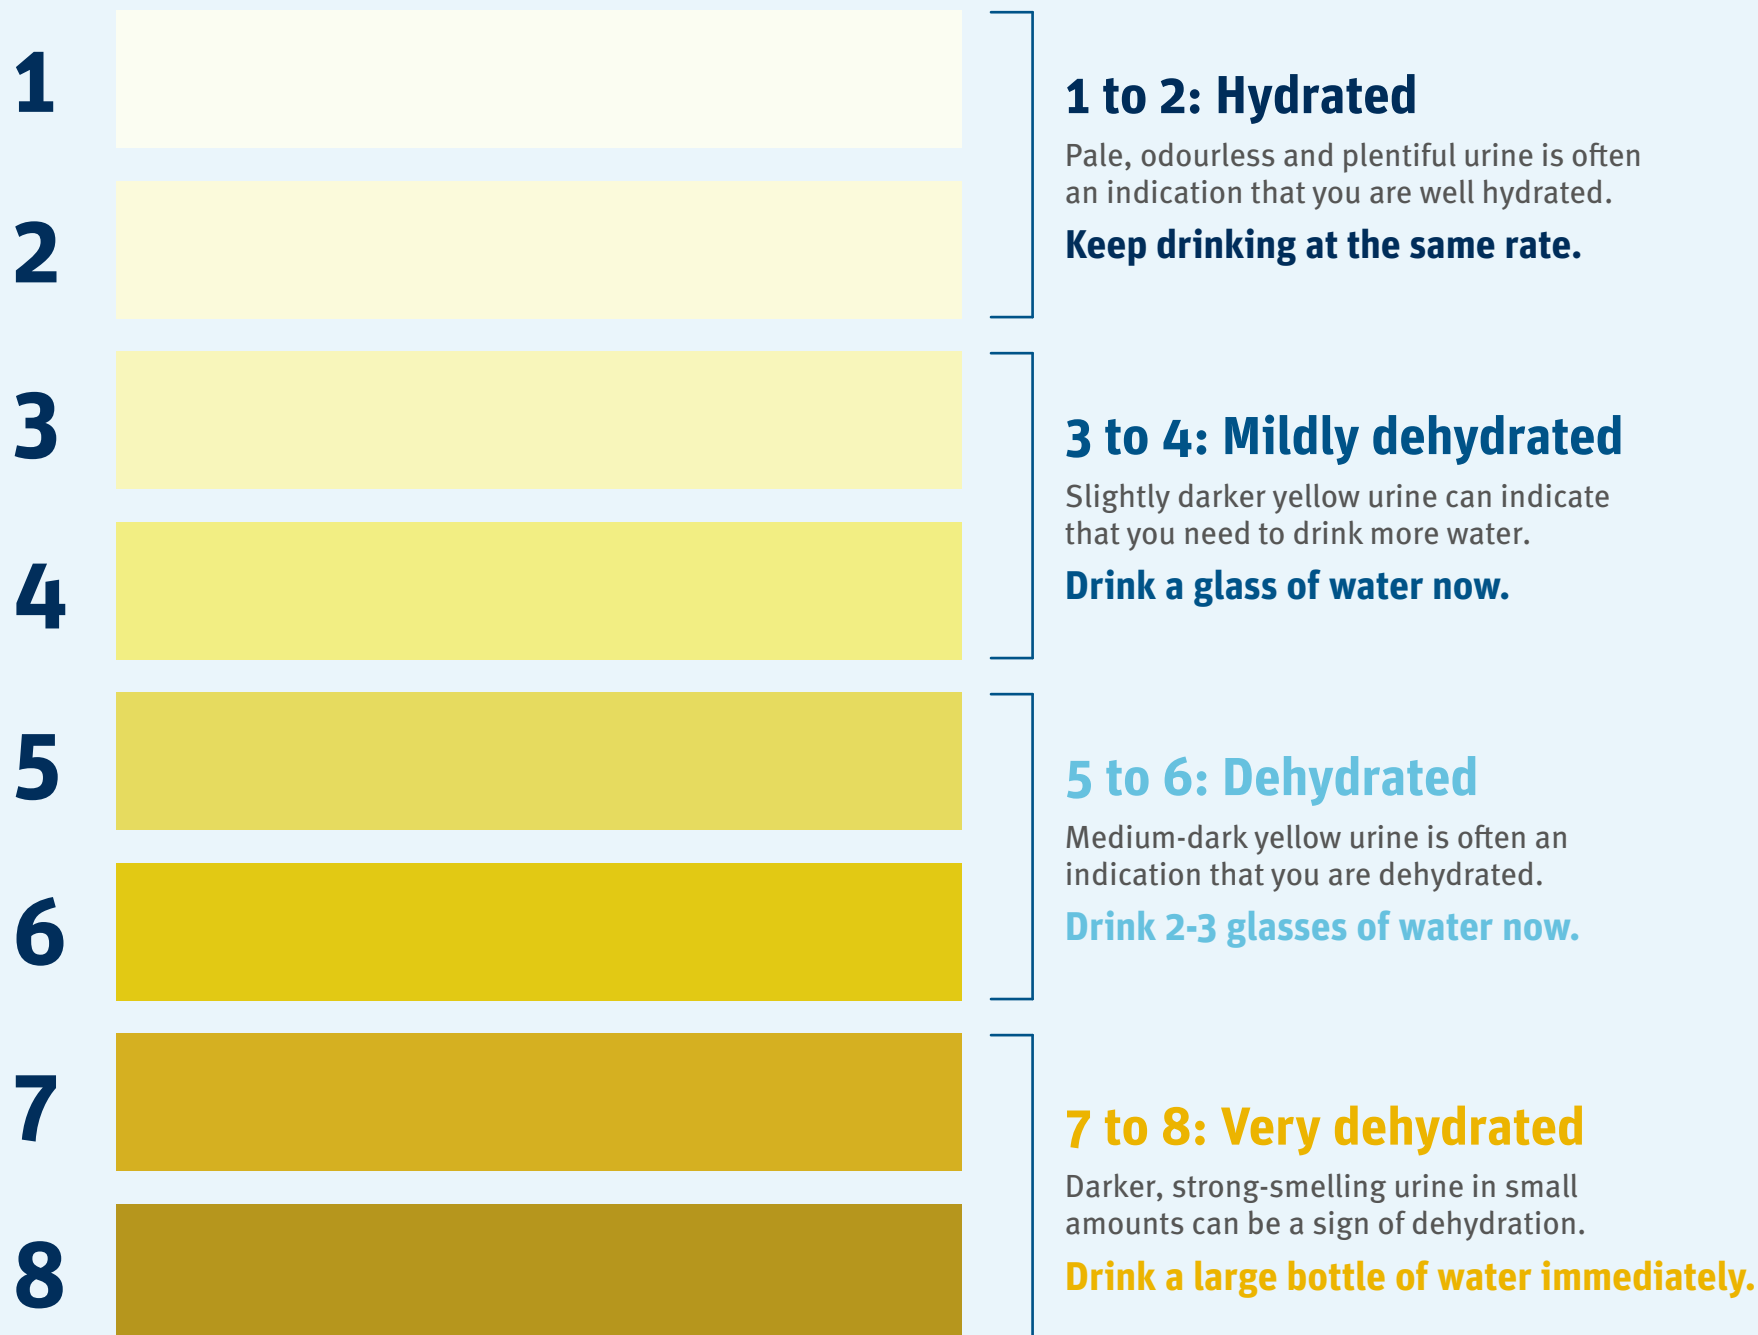 1
1 to 2: Hydrated
Pale, odourless and plentiful urine is often
an indication that you are well hydrated.
Keep drinking at the same rate.
2
3
3 to 4: Mildly dehydrated
Slightly darker yellow urine can indicate
that you need to drink more water.
Drink a glass of water now.
4
5
5 to 6: Dehydrated
Medium-dark yellow urine is often an
indication that you are dehydrated.
Drink 2-3 glasses of water now.
6
7
7 to 8: Very dehydrated
Darker, strong-smelling urine in small
amounts can be a sign of dehydration.
Drink a large bottle of water immediately.
8